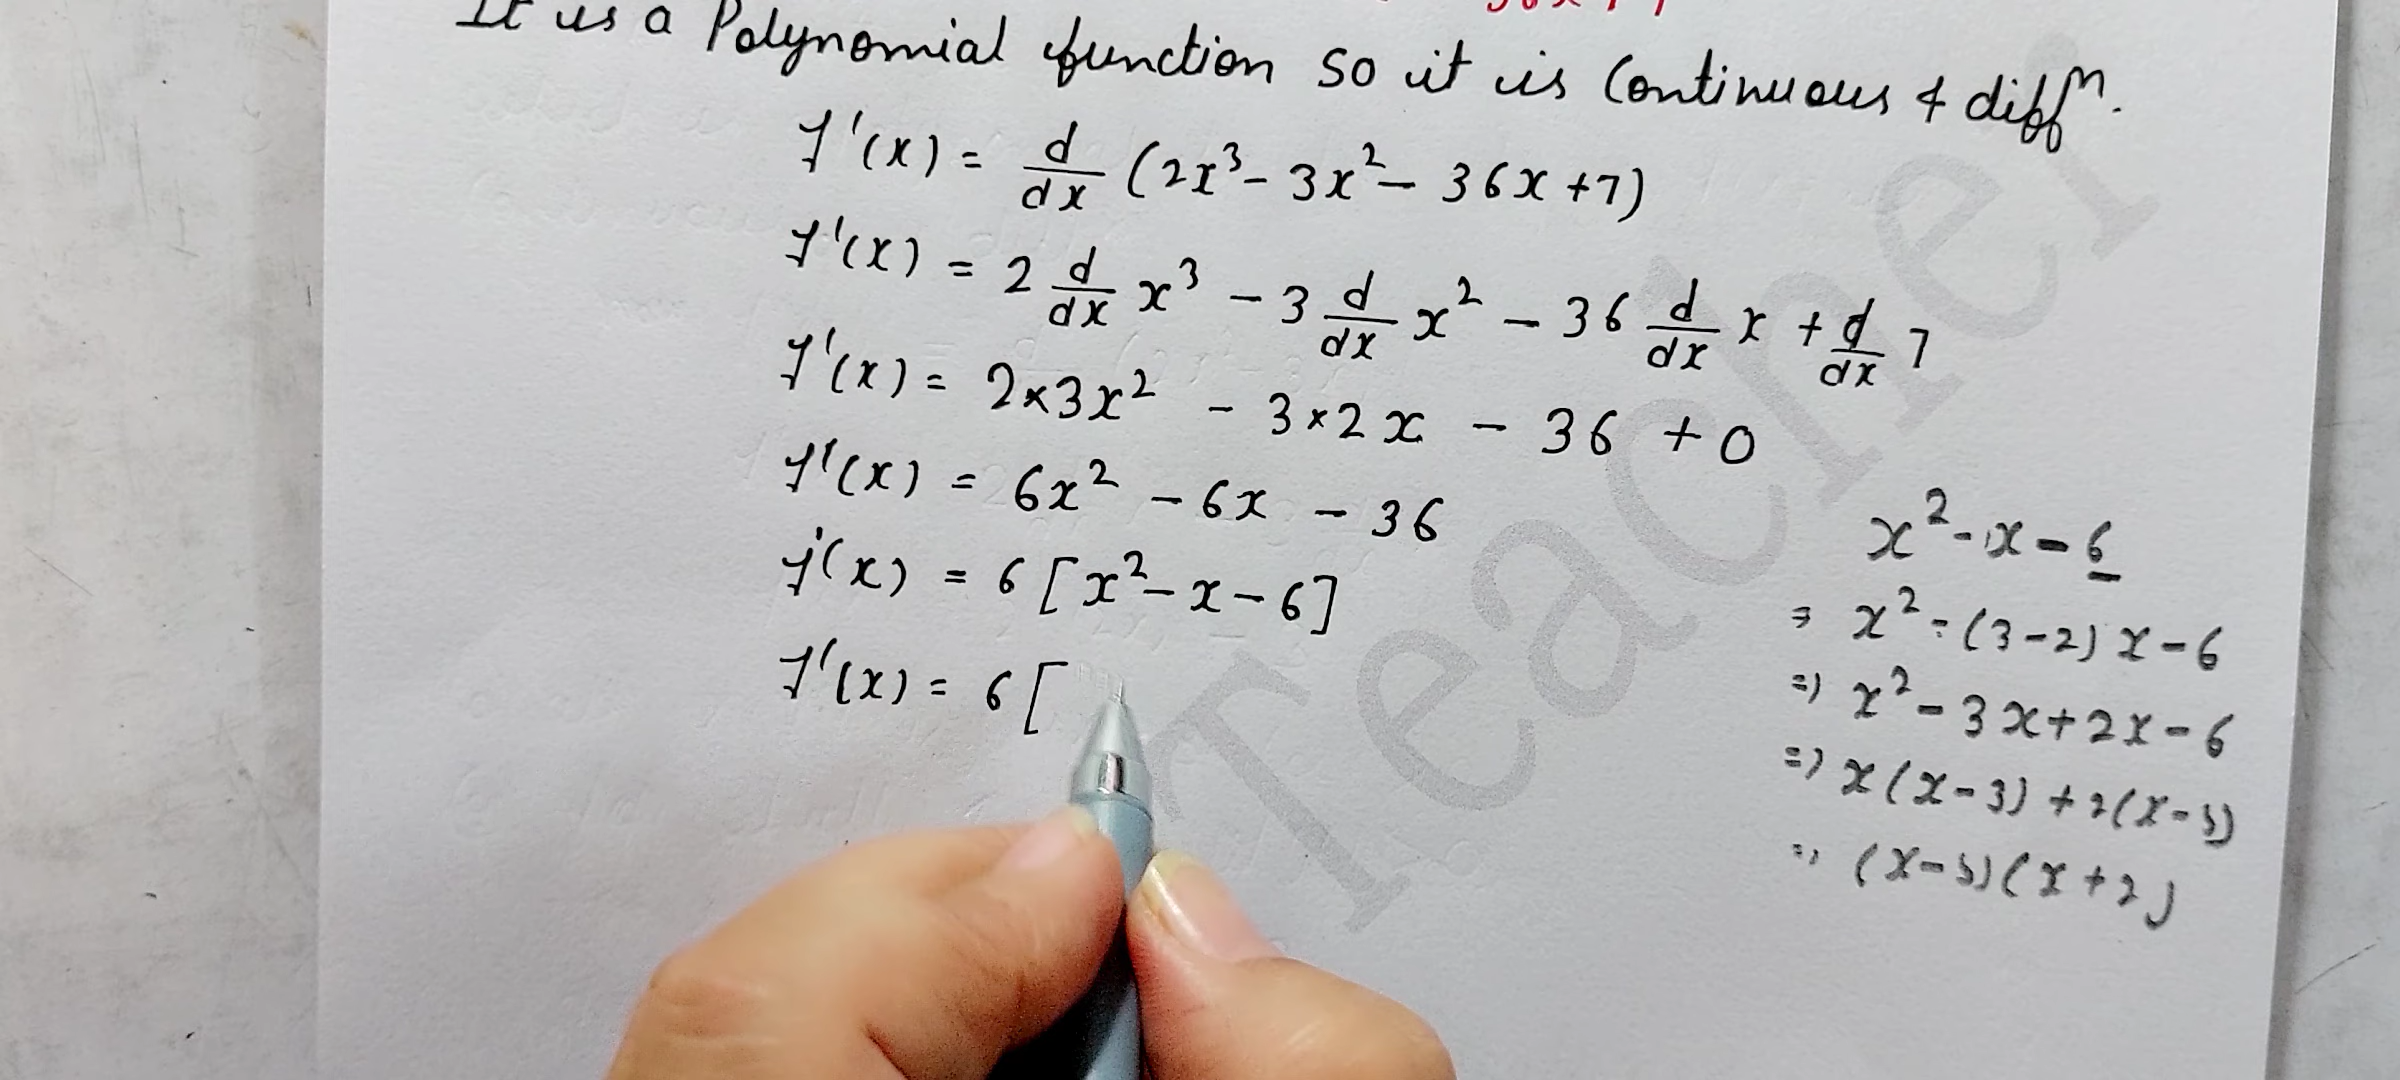 It is a Polynomial function so it is Continuous & diffⁿ.
f'(x) = d/dx (2x³ - 3x² - 36x + 7)
f'(x) = 2 d/dx x³ - 3 d/dx x² - 36 d/dx x + d/dx 7
f'(x) = 2×3x² - 3×2x - 36 + 0
f'(x) = 6x² - 6x - 36
f'(x) = 6[x² - x - 6]
f'(x) = 6[
x² - x - 6
⇒ x² - (3-2)x - 6
⇒ x² - 3x + 2x - 6
⇒ x(x-3) + 2(x-3)
⇒ (x-3)(x+2)
Teacher